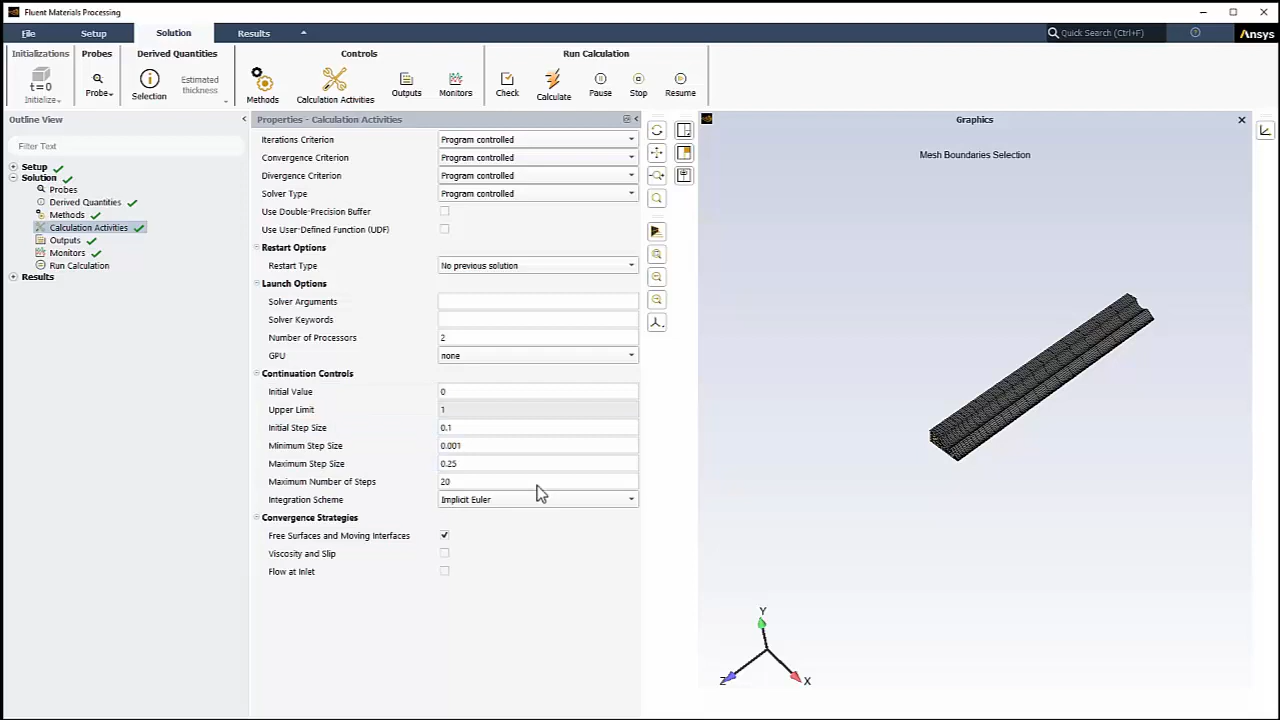 Fluent Materials Processing
File Setup Solution Results Quick Search (Ctrl+F) Ansys
Initializations Probes Derived Quantities Controls Run Calculation
t=0 Estimated thickness
Initialize Probe Selection Methods Calculation Activities Outputs Monitors Check Calculate Pause Stop Resume
Outline View
Filter Text
Setup
Solution
Probes
Derived Quantities
Methods
Calculation Activities
Outputs
Monitors
Run Calculation
Results
Properties - Calculation Activities
Iterations Criterion Program controlled
Convergence Criterion Program controlled
Divergence Criterion Program controlled
Solver Type Program controlled
Use Double-Precision Buffer
Use User-Defined Function (UDF)
Restart Options
Restart Type No previous solution
Launch Options
Solver Arguments
Solver Keywords
Number of Processors 2
GPU none
Continuation Controls
Initial Value 0
Upper Limit 1
Initial Step Size 0.1
Minimum Step Size 0.001
Maximum Step Size 0.25
Maximum Number of Steps 20
Integration Scheme Implicit Euler
Convergence Strategies
Free Surfaces and Moving Interfaces
Viscosity and Slip
Flow at Inlet
Graphics
Mesh Boundaries Selection
Y
Z X